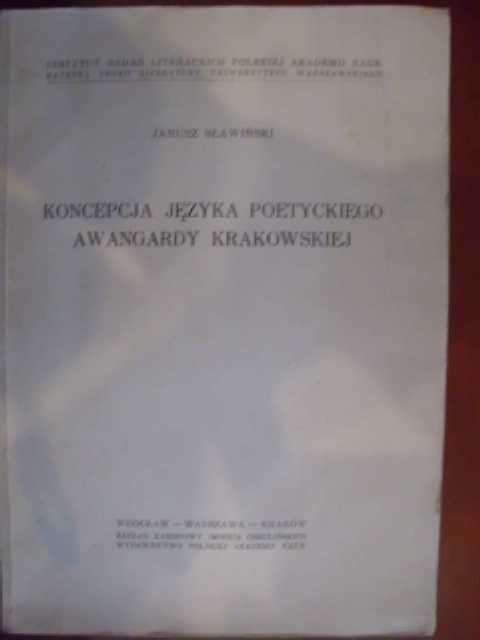 INSTYTUT BADAŃ LITERACKICH POLSKIEJ AKADEMII NAUK
KATEDRA TEORII LITERATURY UNIWERSYTETU WARSZAWSKIEGO
JANUSZ SŁAWIŃSKI
KONCEPCJA JĘZYKA POETYCKIEGO
AWANGARDY KRAKOWSKIEJ
WROCŁAW — WARSZAWA — KRAKÓW
ZAKŁAD NARODOWY IMIENIA OSSOLIŃSKICH
WYDAWNICTWO POLSKIEJ AKADEMII NAUK